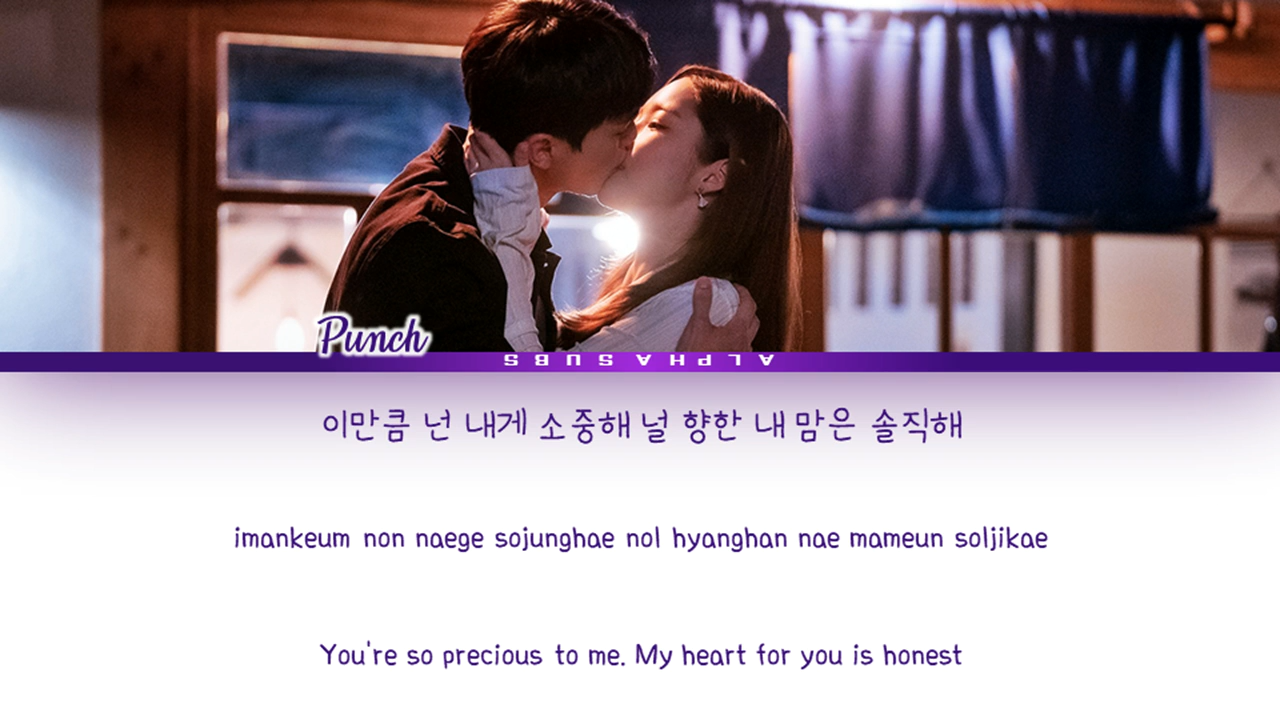 Punch
ALPHASUBS
이만큼 넌 내게 소중해 널 향한 내 맘은 솔직해
imankeum non naege sojunghae nol hyanghan nae mameun soljikae
You're so precious to me. My heart for you is honest